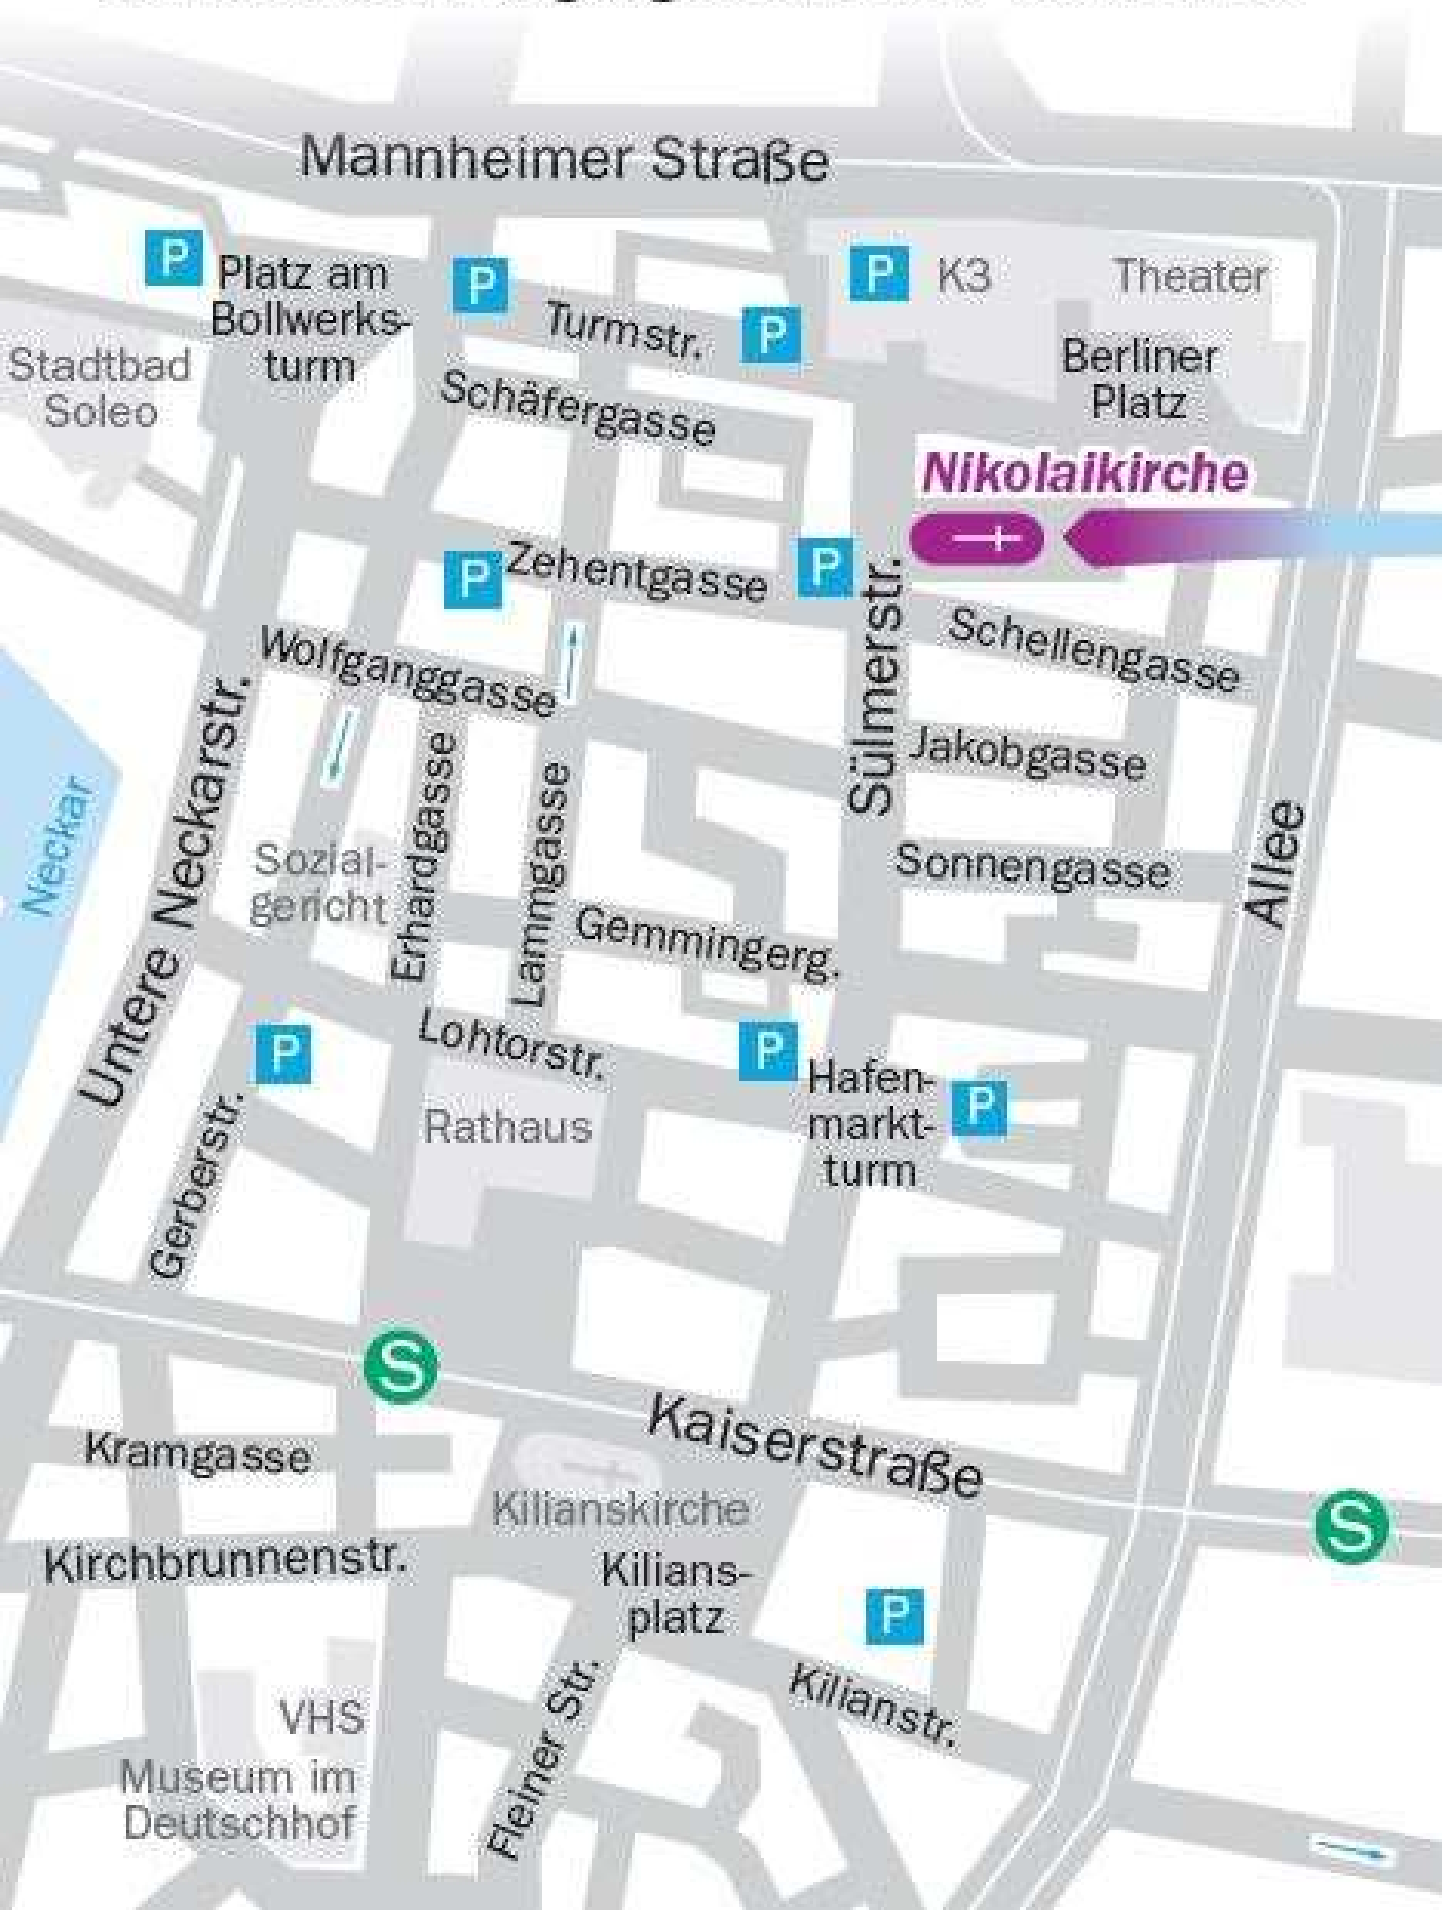 Mannheimer Straße
P
Platz am
Bollwerks-
turm
P
Turmstr.
P
P
K3
Theater
Berliner
Platz
Stadtbad
Soleo
Schäfergasse
Nikolaikirche
P
Zehentgasse
P
Sülmerstr.
Schellengasse
Wolfganggasse
Jakobgasse
Untere Neckarstr.
Neckar
Erhardgasse
Lammgasse
Sozial-
gericht
Sonnengasse
Allee
Gemmingerg.
Lohtorstr.
P
P
Hafen-
markt-
turm
P
Gerberstr.
Rathaus
S
Kaiserstraße
Kramgasse
Kilianskirche
S
Kirchbrunnenstr.
Kilians-
platz
P
Kilianstr.
Fleiner Str.
VHS
Museum im
Deutschhof